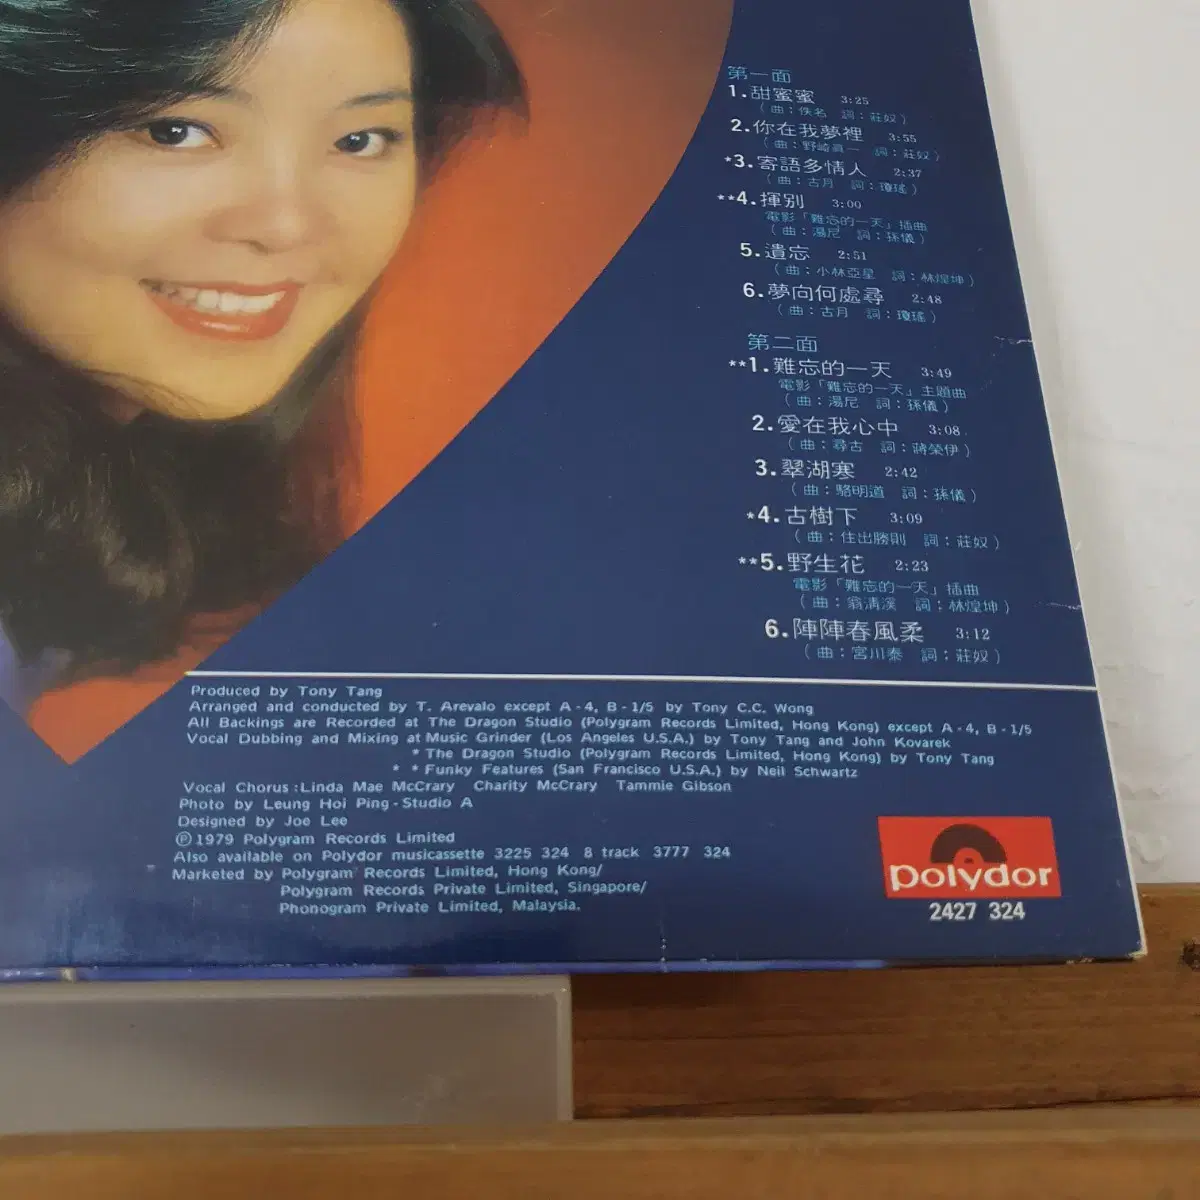 第一面
1.甜蜜蜜 3:25
(曲:佚名 詞:莊奴)
2.你在我夢裡 3:55
(曲:野崎眞一 詞:莊奴)
*3.寄語多情人 2:37
(曲:古月 詞:瓊瑤)
**4.揮別 3:00
電影「難忘的一天」插曲
(曲:湯尼 詞:孫儀)
5.遺忘 2:51
(曲:小林亞星 詞:林煌坤)
6.夢向何處尋 2:48
(曲:古月 詞:瓊瑤)
第二面
**1.難忘的一天 3:49
電影「難忘的一天」主題曲
(曲:湯尼 詞:孫儀)
2.愛在我心中 3:08
(曲:尋古 詞:蔣榮伊)
3.翠湖寒 2:42
(曲:駱明道 詞:孫儀)
*4.古樹下 3:09
(曲:住出勝則 詞:莊奴)
**5.野生花 2:23
電影「難忘的一天」插曲
(曲:翁清溪 詞:林煌坤)
6.陣陣春風柔 3:12
(曲:宮川泰 詞:莊奴)
Produced by Tony Tang
Arranged and conducted by T. Arevalo except A-4, B-1/5 by Tony C.C. Wong
All Backings are Recorded at The Dragon Studio (Polygram Records Limited, Hong Kong) except A-4, B-1/5
Vocal Dubbing and Mixing at Music Grinder (Los Angeles U.S.A.) by Tony Tang and John Kovarek
* The Dragon Studio (Polygram Records Limited, Hong Kong) by Tony Tang
* * Funky Features (San Francisco U.S.A.) by Neil Schwartz
Vocal Chorus:Linda Mae McCrary Charity McCrary Tammie Gibson
Photo by Leung Hoi Ping-Studio A
Designed by Joe Lee
℗1979 Polygram Records Limited
Also available on Polydor musicassette 3225 324 8 track 3777 324
Marketed by Polygram Records Limited, Hong Kong/
Polygram Records Private Limited, Singapore/
Phonogram Private Limited, Malaysia.
Polydor
2427 324